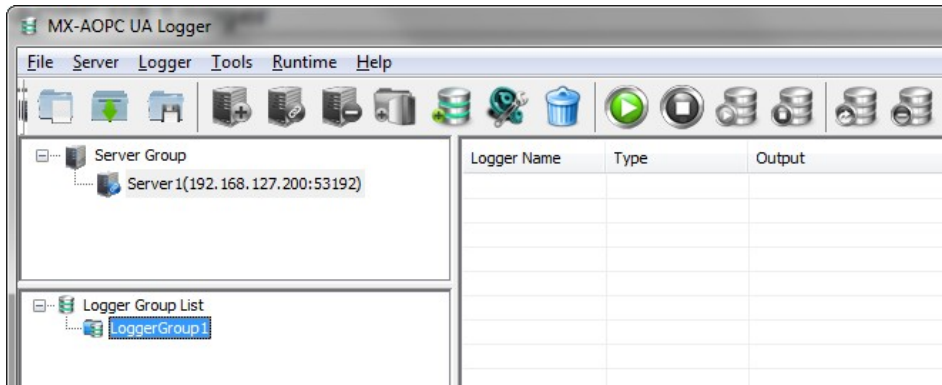 MX-AOPC UA Logger
File Server Logger Tools Runtime Help
Server Group
Server1(192.168.127.200:53192)
Logger Name Type Output
Logger Group List
LoggerGroup1